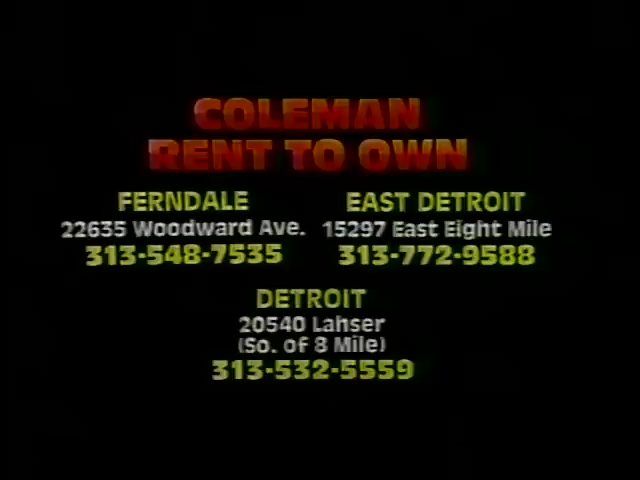 COLEMAN
RENT TO OWN
FERNDALE
22635 Woodward Ave.
313-548-7535
EAST DETROIT
15297 East Eight Mile
313-772-9588
DETROIT
20540 Lahser
(So. of 8 Mile)
313-532-5559